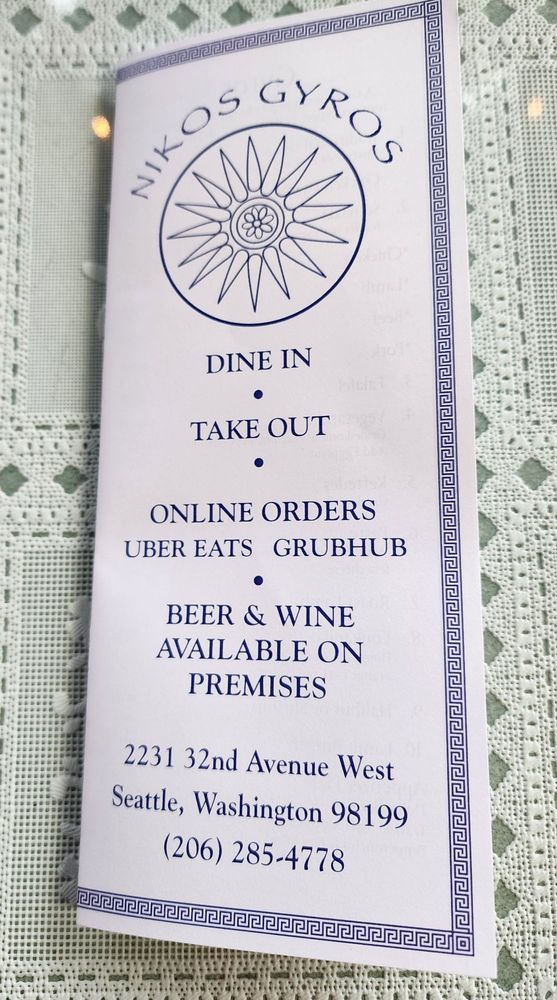 NIKOS GYROS
DINE IN
•
TAKE OUT
•
ONLINE ORDERS
UBER EATS GRUBHUB
•
BEER & WINE
AVAILABLE ON
PREMISES
2231 32nd Avenue West
Seattle, Washington 98199
(206) 285-4778